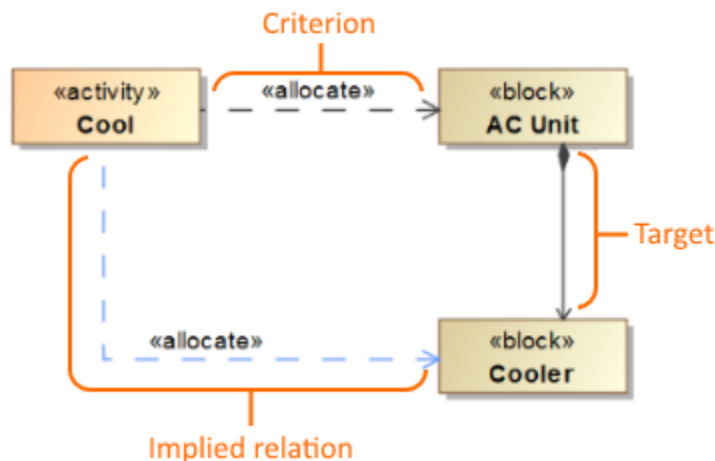 Criterion
«activity»
Cool
«allocate»
«block»
AC Unit
Target
«allocate»
«block»
Cooler
Implied relation